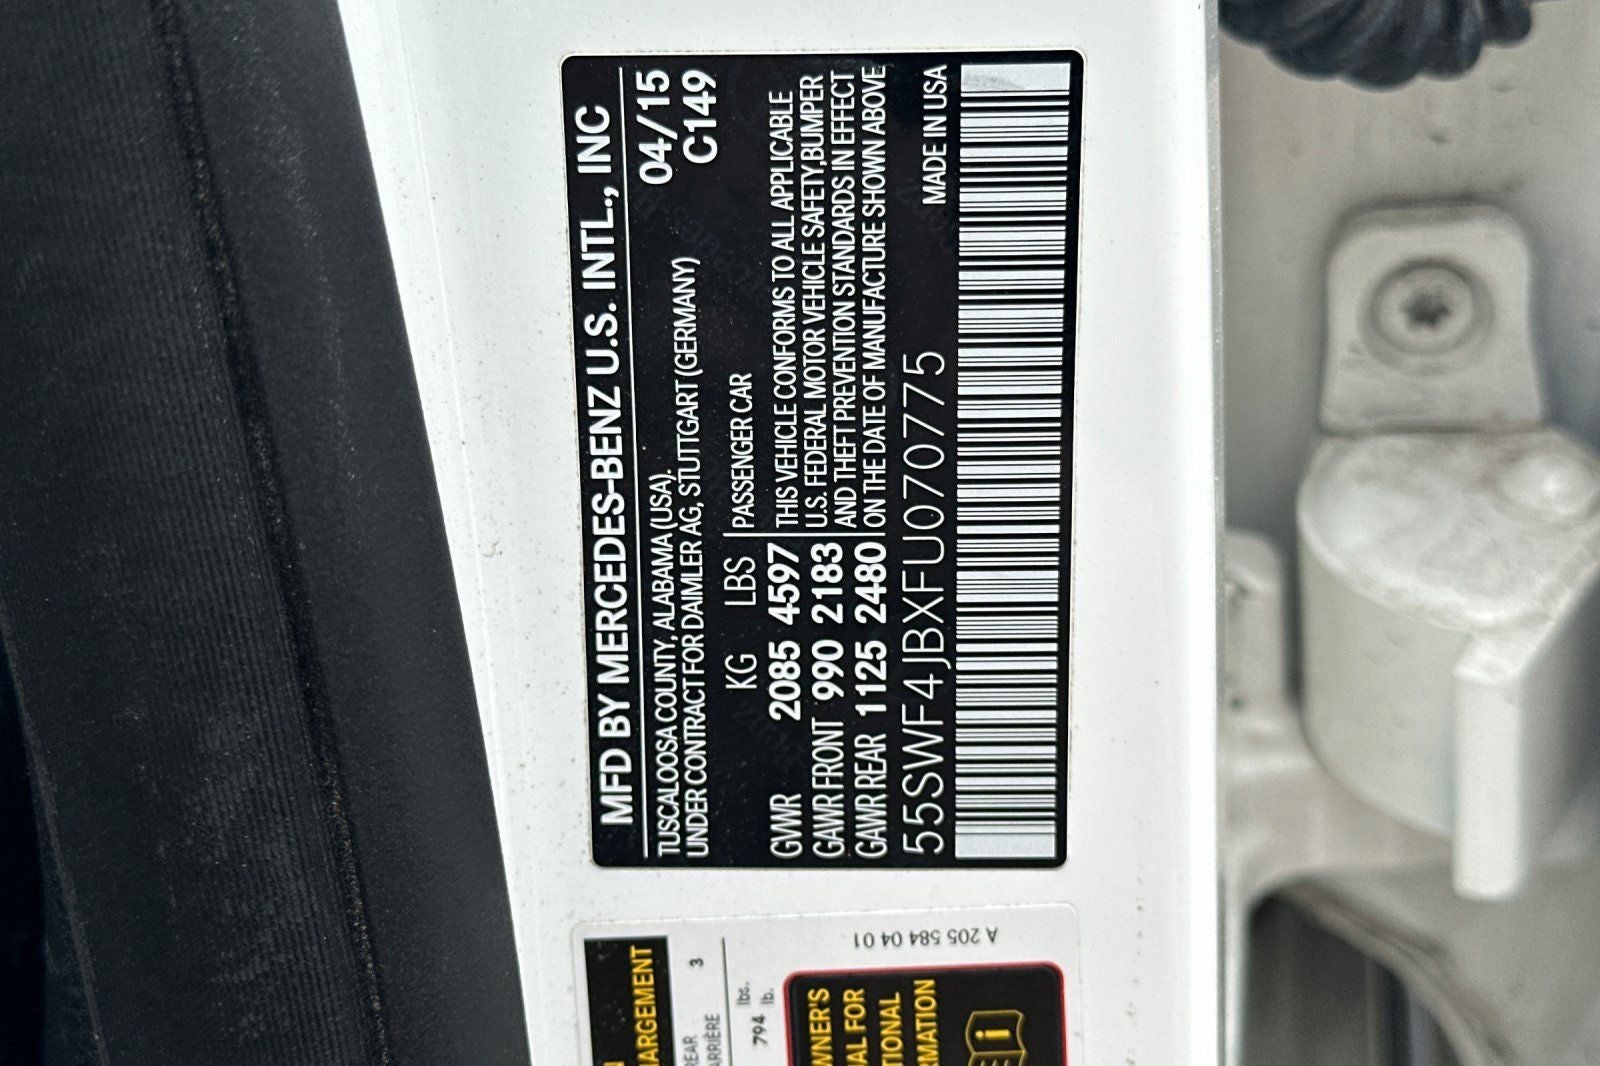 MFD BY MERCEDES-BENZ U.S. INTL., INC
TUSCALOOSA COUNTY, ALABAMA (USA). 04/15
UNDER CONTRACT FOR DAIMLER AG, STUTTGART (GERMANY) C149
KG LBS PASSENGER CAR
GVWR 2085 4597 THIS VEHICLE CONFORMS TO ALL APPLICABLE
GAWR FRONT 990 2183 U.S. FEDERAL MOTOR VEHICLE SAFETY,BUMPER
GAWR REAR 1125 2480 AND THEFT PREVENTION STANDARDS IN EFFECT
ON THE DATE OF MANUFACTURE SHOWN ABOVE
55SWF4JBXFU070775 MADE IN USA
3
794 lbs.
lb.
A 205 584 04 01